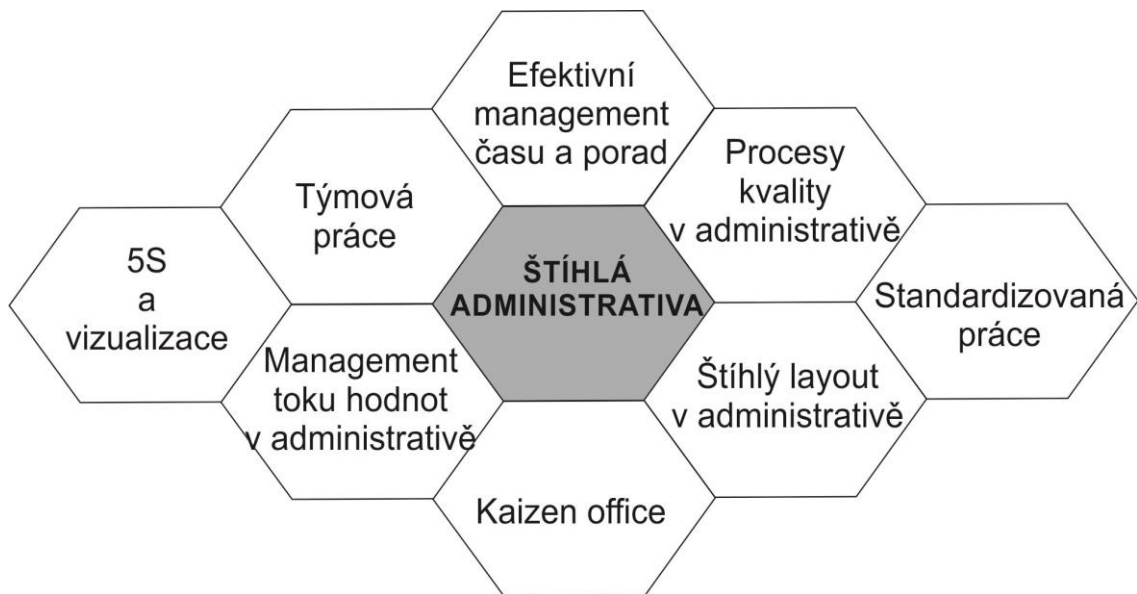 Efektivní
management
času a porad
Týmová
práce
Procesy
kvality
v administrativě
5S
a
vizualizace
ŠTÍHLÁ
ADMINISTRATIVA
Standardizovaná
práce
Management
toku hodnot
v administrativě
Štíhlý layout
v administrativě
Kaizen office